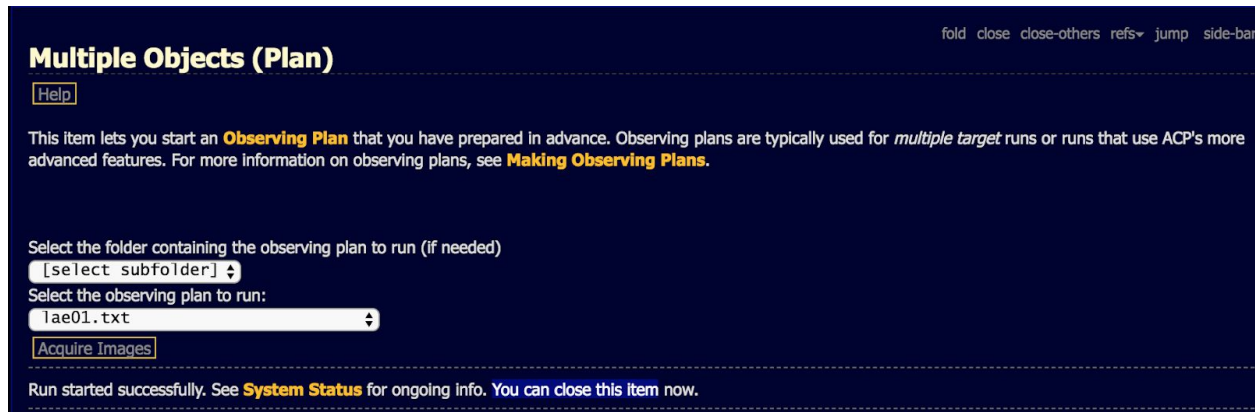 fold close close-others refs▾ jump side-bar
Multiple Objects (Plan)
Help
This item lets you start an Observing Plan that you have prepared in advance. Observing plans are typically used for multiple target runs or runs that use ACP's more
advanced features. For more information on observing plans, see Making Observing Plans.
Select the folder containing the observing plan to run (if needed)
[select subfolder]
Select the observing plan to run:
lae01.txt
Acquire Images
Run started successfully. See System Status for ongoing info. You can close this item now.